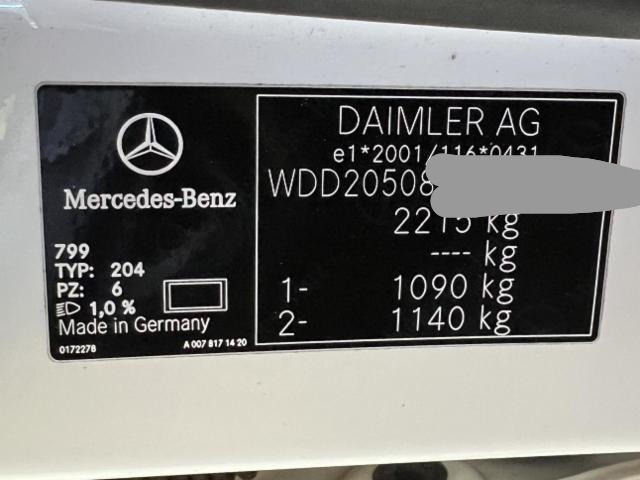 Mercedes-Benz
799
TYP: 204
PZ: 6
1,0 %
Made in Germany
0172278
A 007 817 14 20
DAIMLER AG
e1*2001/116*0431
WDD20508
2215 kg
---- kg
1- 1090 kg
2- 1140 kg